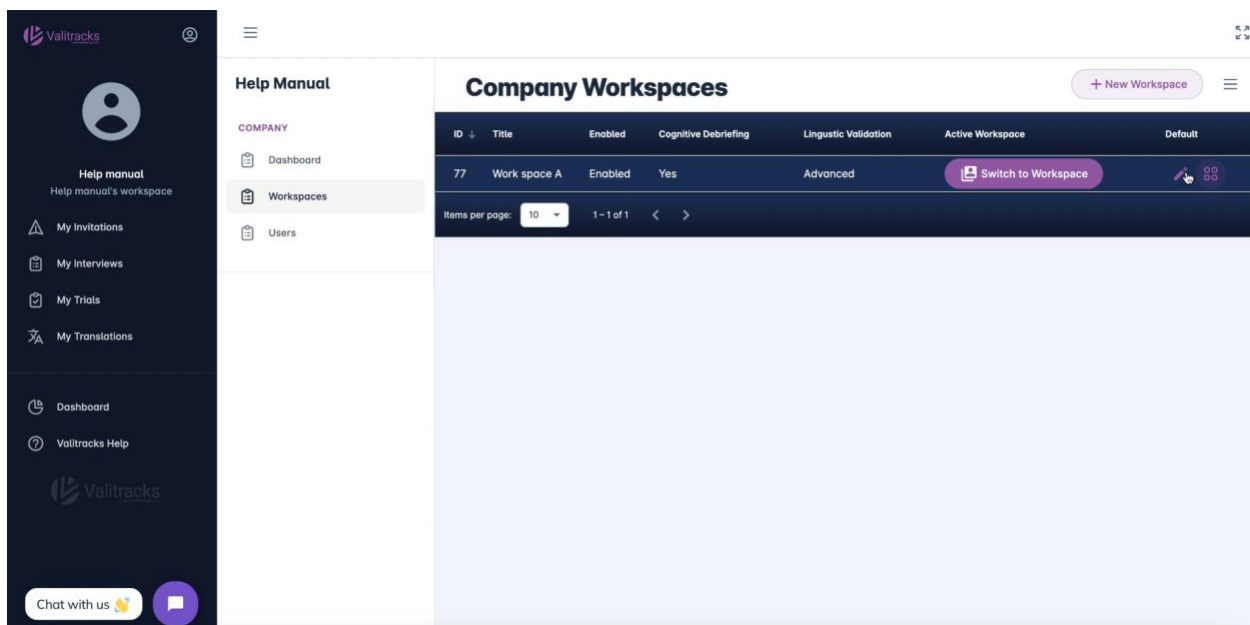 Valitracks
Help manual
Help manual's workspace
My Invitations
My Interviews
My Trials
My Translations
Dashboard
Valitracks Help
Valitracks
Chat with us 👋
Help Manual
COMPANY
Dashboard
Workspaces
Users
Company Workspaces
+ New Workspace
ID ↓ Title Enabled Cognitive Debriefing Lingustic Validation Active Workspace Default
77 Work space A Enabled Yes Advanced Switch to Workspace
Items per page: 10 1 – 1 of 1 < >